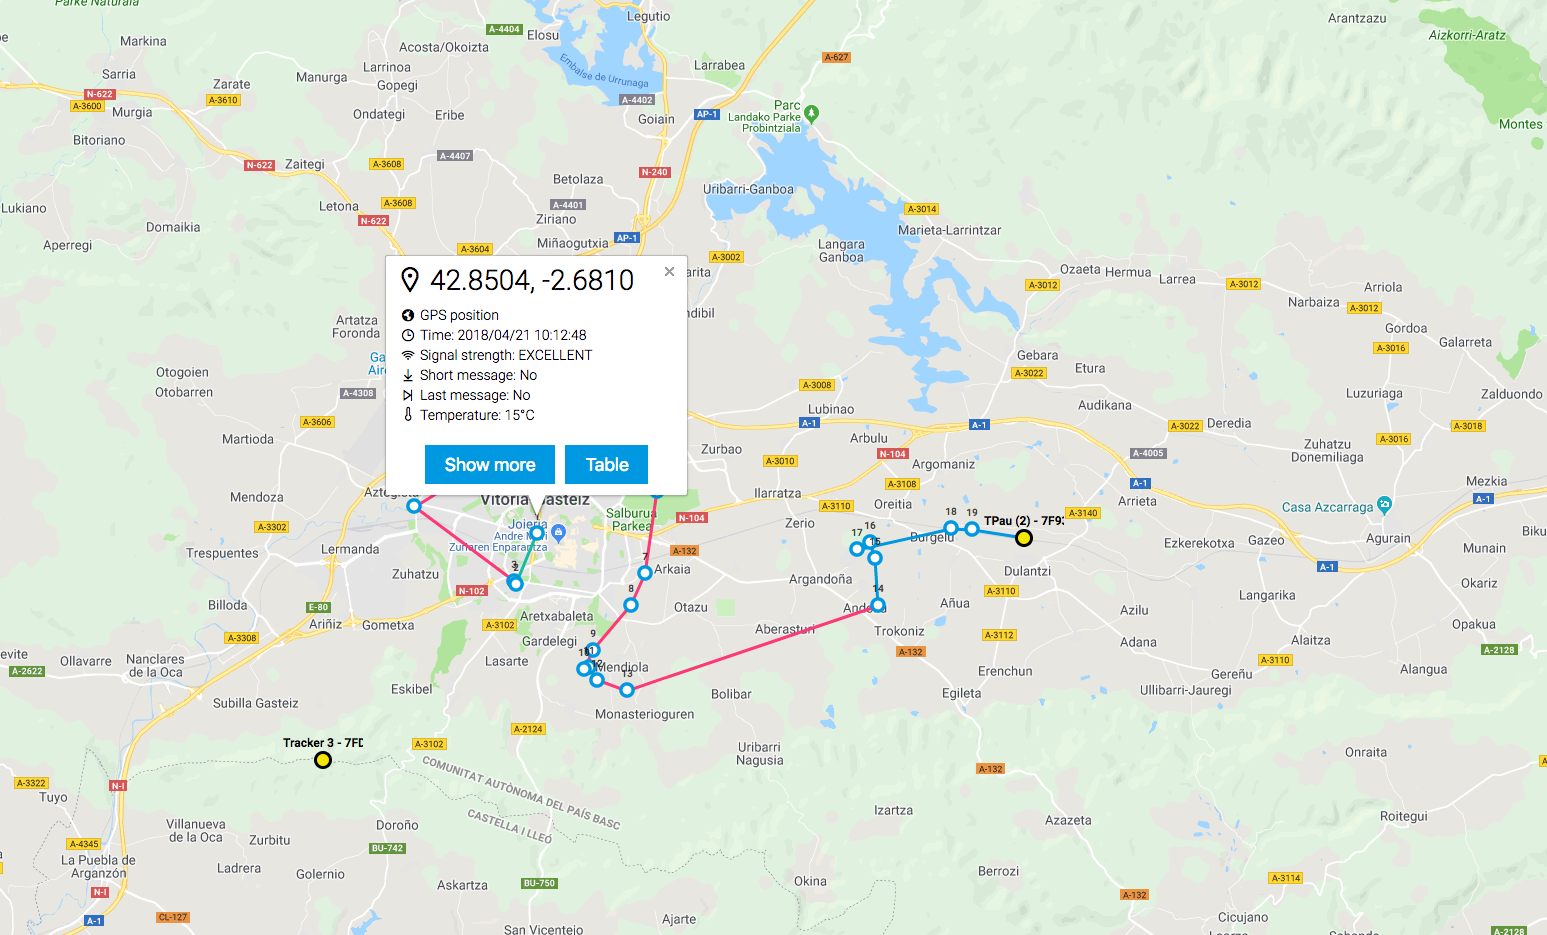 Parke Naturala
Legutio
Arantzazu
A-4404
Elosu
Aizkorri-Aratz
Markina
Acosta/Okoizta
A-627
Sarria
Larrinoa
Larrabea
Embalse de Urrunaga
Manurga
Gopegi
Zarate
N-622
A-3600
A-3610
A-4402
Parc
Landako Parke
Probintziala
Murgia
Ondategi
Eribe
Goiain
AP-1
Montes
Bitoriano
A-4407
N-622
Zaitegi
A-3608
N-240
Betolaza
Uribarri-Ganboa
Lukiano
Letona
A-3608
A-4401
A-3014
N-622
Ziriano
Domaikia
Marieta-Larrintzar
Aperregi
A-3604
Miñaogutxia
AP-1
Langara
Ganboa
A-3002
Ozaeta
Hermua
Larrea
A-3012
A-3012
Arriola
Narbaiza
A-3012
42.8504, -2.6810
GPS position
Time: 2018/04/21 10:12:48
Signal strength: EXCELLENT
Short message: No
Last message: No
Temperature: 15°C
Show more
Table
Artatza
Foronda
Gordoa
Galarreta
A-3016
Gebara
Etura
A-3022
Otogoien
Otobarren
A-4308
A-3008
Luzuriaga
Zalduondo
Lubinao
Audikana
A-3606
A-1
A-1
A-3022
Deredia
A-3018
Martioda
Arbulu
A-3016
Zuhatzu
Donemiliaga
Zurbao
N-104
A-4005
A-3010
Argomaniz
A-3108
A-1
Mezkia
A-1
Mendoza
Ilarratza
Oreitia
Arrieta
Casa Azcarraga
A-3110
A-3140
Salburua
Parkea
N-104
Zerio
18
19
TPau (2) - 7F93
A-3302
16
17
15
Ezkerekotxa
Gazeo
Agurain
Munain
Trespuentes
Lermanda
A-132
7
Arkaia
A-1
Zuhatzu
3
2
N-102
Argandoña
Dulantzi
Okariz
8
14
A-3110
Langarika
Billoda
E-80
Otazu
Añua
Azilu
Ariñiz
Gometxa
Aretxabaleta
A-3102
Aberasturi
Trokoniz
A-3112
Opakua
A-3308
Gardelegi
9
Adana
Alaitza
A-2128
Ollavarre
Nanclares
de la Oca
Lasarte
A-132
A-3110
A-2622
12
Mendiola
13
Erenchun
Gereñu
Alangua
Eskibel
Bolibar
Egileta
Ullibarri-Jauregi
Subilla Gasteiz
Monasterioguren
A-2124
Tracker 3 - 7FD
A-3102
Uribarri
Nagusia
Onraita
A-132
N-I
COMUNITAT AUTÒNOMA DEL PAÍS BASC
CASTELLA I LLEÓ
A-3322
Tuyo
Izartza
Azazeta
Roitegui
Villanueva
de la Oca
Doroño
A-4345
Zurbitu
BU-742
La Puebla de
Arganzón
Ladrera
Golernio
Askartza
BU-750
Okina
Berrozi
A-3114
N-I
A-132
A-1
CL-127
San Vicentejo
Ajarte
Cicujano
A-2128